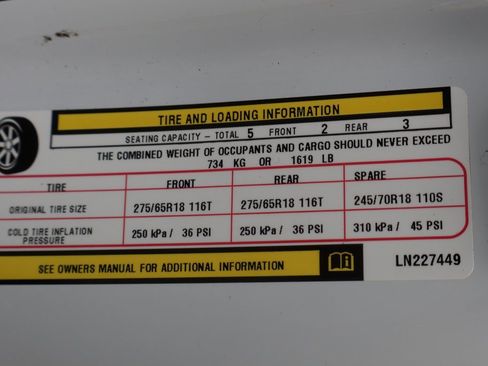 TIRE AND LOADING INFORMATION
SEATING CAPACITY - TOTAL 5 FRONT 2 REAR 3
THE COMBINED WEIGHT OF OCCUPANTS AND CARGO SHOULD NEVER EXCEED
734 KG OR 1619 LB
TIRE FRONT REAR SPARE
ORIGINAL TIRE SIZE 275/65R18 116T 275/65R18 116T 245/70R18 110S
COLD TIRE INFLATION PRESSURE 250 kPa / 36 PSI 250 kPa / 36 PSI 310 kPa / 45 PSI
SEE OWNERS MANUAL FOR ADDITIONAL INFORMATION
LN227449